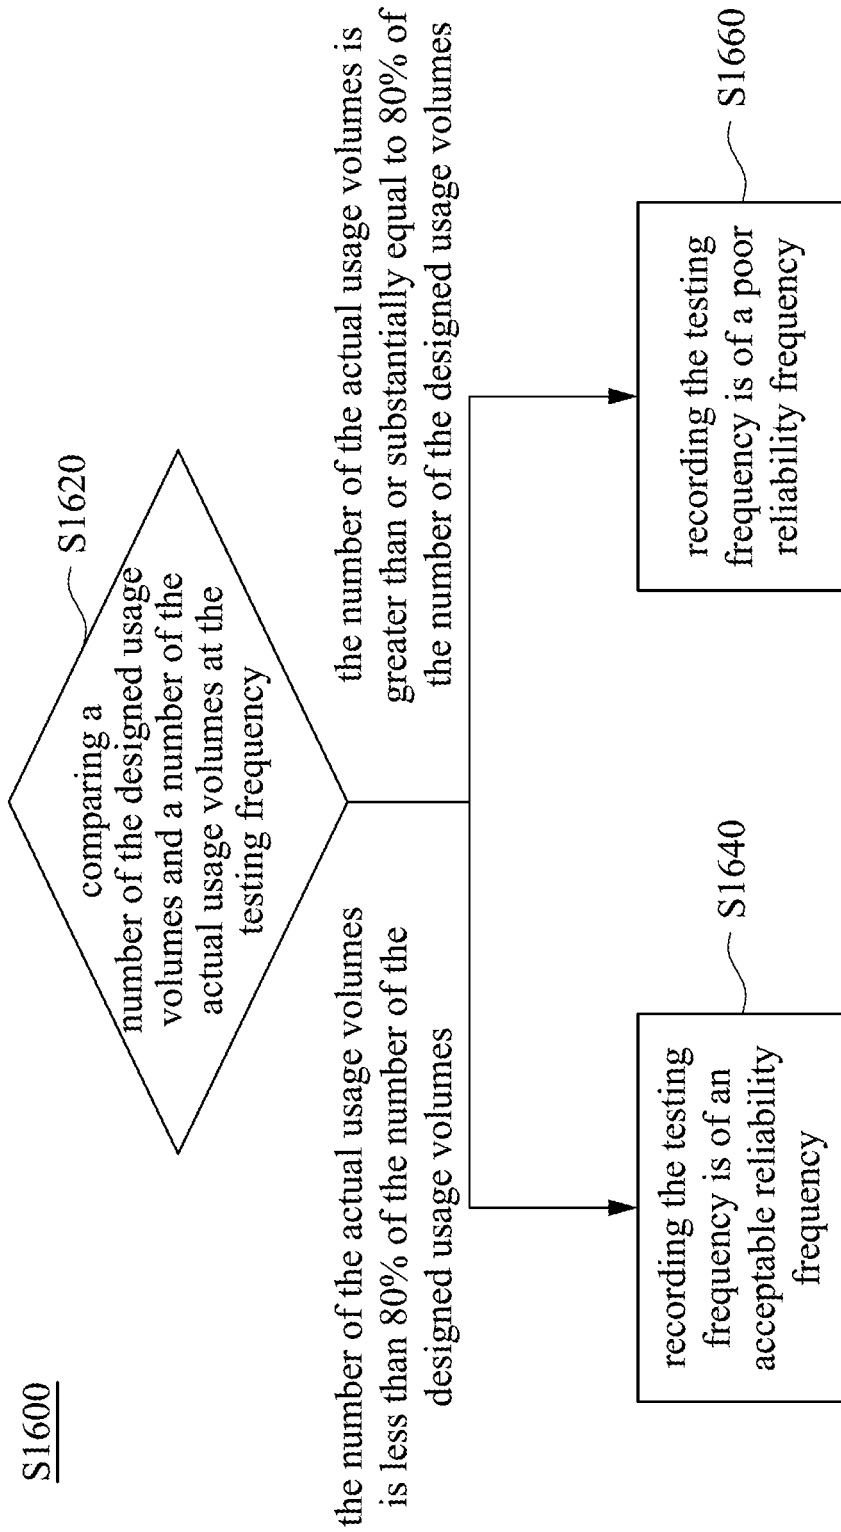 S1600
comparing a
number of the designed usage
volumes and a number of the
actual usage volumes at the
testing frequency
S1620
the number of the actual usage volumes
is less than 80% of the number of the
designed usage volumes
the number of the actual usage volumes is
greater than or substantially equal to 80% of
the number of the designed usage volumes
recording the testing
frequency is of an
acceptable reliability
frequency
S1640
recording the testing
frequency is of a poor
reliability frequency
S1660